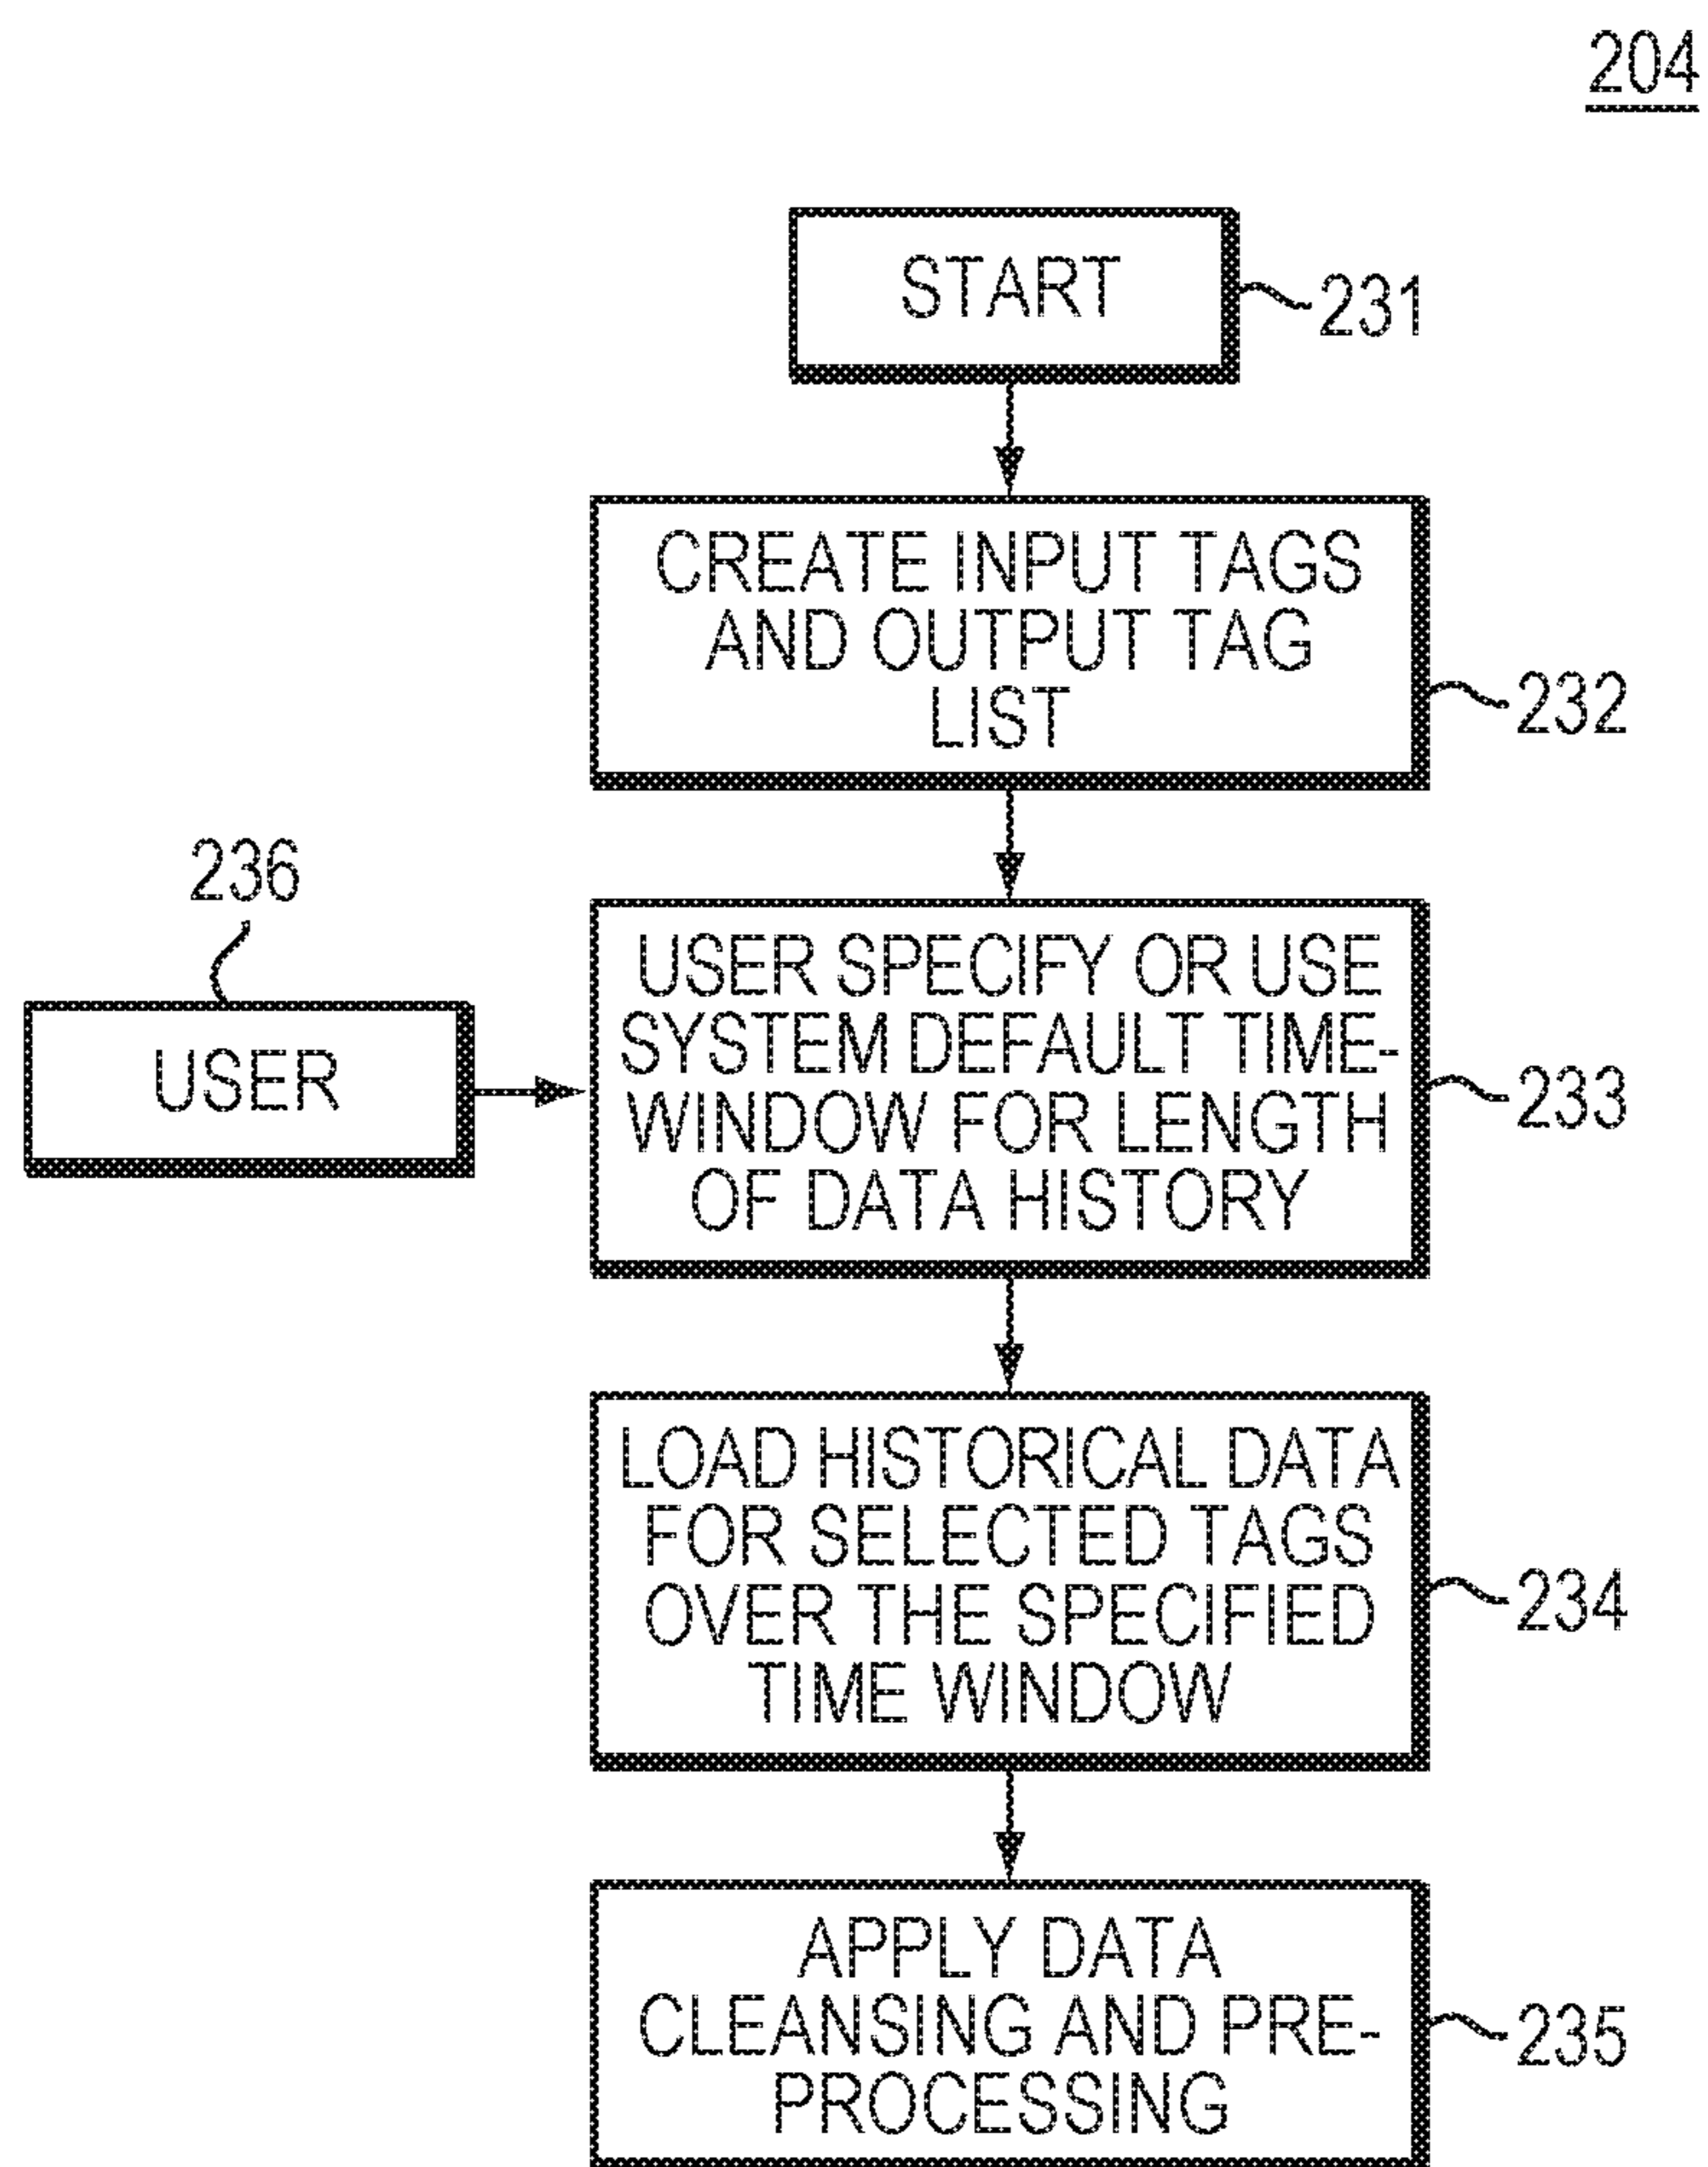 204
START
231
CREATE INPUT TAGS
AND OUTPUT TAG
LIST
232
236
USER
USER SPECIFY OR USE
SYSTEM DEFAULT TIME-
WINDOW FOR LENGTH
OF DATA HISTORY
233
LOAD HISTORICAL DATA
FOR SELECTED TAGS
OVER THE SPECIFIED
TIME WINDOW
234
APPLY DATA
CLEANSING AND PRE-
PROCESSING
235